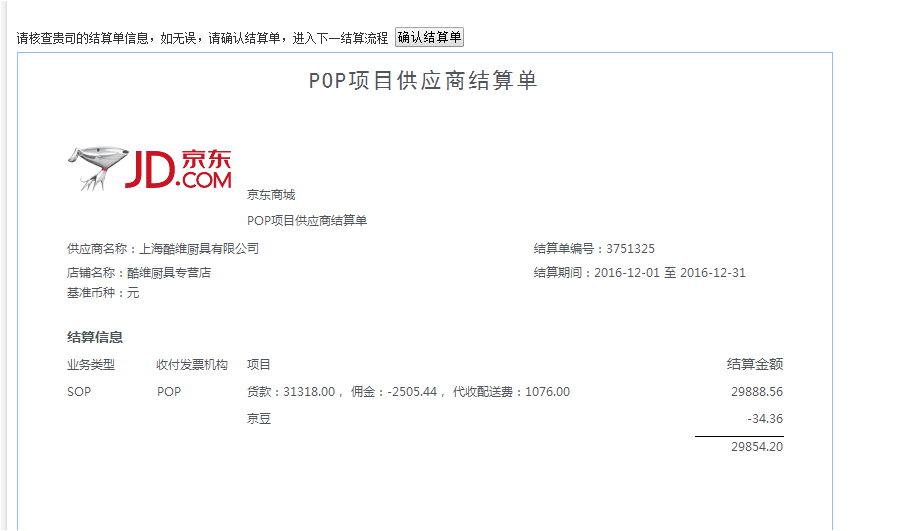 请核查贵司的结算单信息，如无误，请确认结算单，进入下一结算流程 确认结算单
POP项目供应商结算单
JD.京东
.COM
京东商城
POP项目供应商结算单
供应商名称：上海酷维厨具有限公司 结算单编号：3751325
店铺名称：酷维厨具专营店 结算期间：2016-12-01 至 2016-12-31
基准币种：元
结算信息
业务类型 收付发票机构 项目 结算金额
SOP POP 货款：31318.00 ，佣金：-2505.44 ，代收配送费：1076.00 29888.56
京豆 -34.36
29854.20